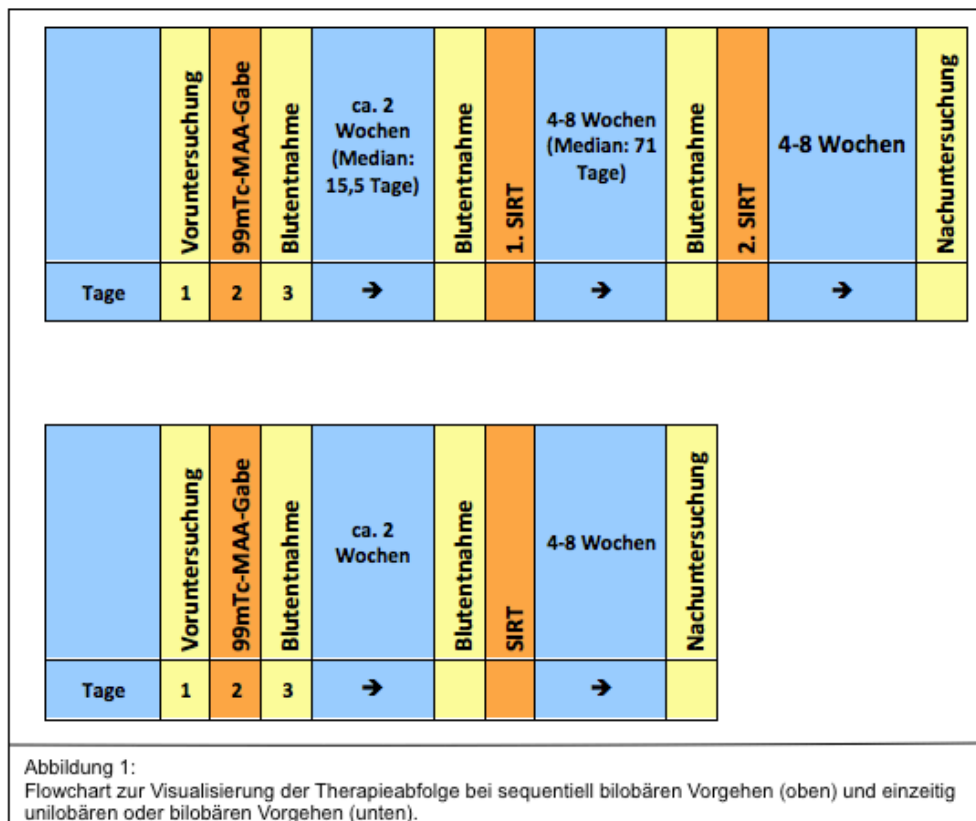 Voruntersuchung
99mTc-MAA-Gabe
Blutentnahme
ca. 2
Wochen
(Median:
15,5 Tage)
Blutentnahme
1. SIRT
4-8 Wochen
(Median: 71
Tage)
Blutentnahme
2. SIRT
4-8 Wochen
Nachuntersuchung
Tage 1 2 3 → → →
Voruntersuchung
99mTc-MAA-Gabe
Blutentnahme
ca. 2
Wochen
Blutentnahme
SIRT
4-8 Wochen
Nachuntersuchung
Tage 1 2 3 → →
Abbildung 1:
Flowchart zur Visualisierung der Therapieabfolge bei sequentiell bilobären Vorgehen (oben) und einzeitig
unilobären oder bilobären Vorgehen (unten).